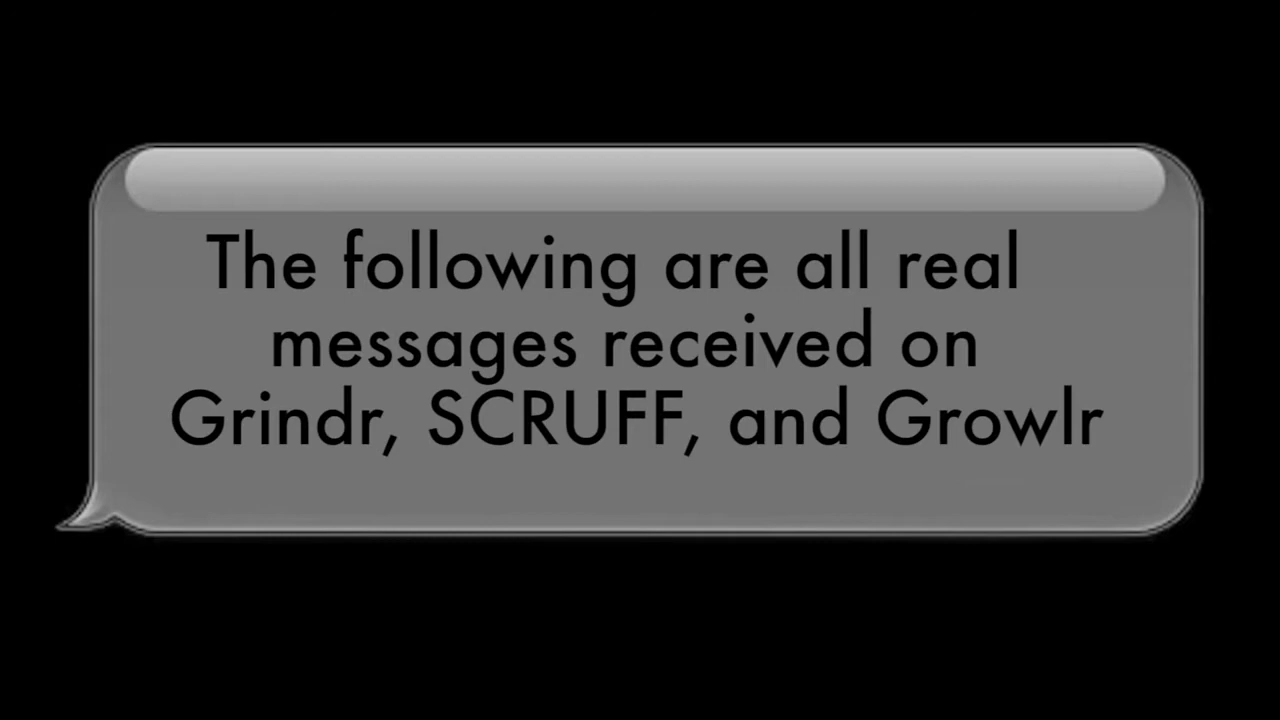 The following are all real
messages received on
Grindr, SCRUFF, and Growlr